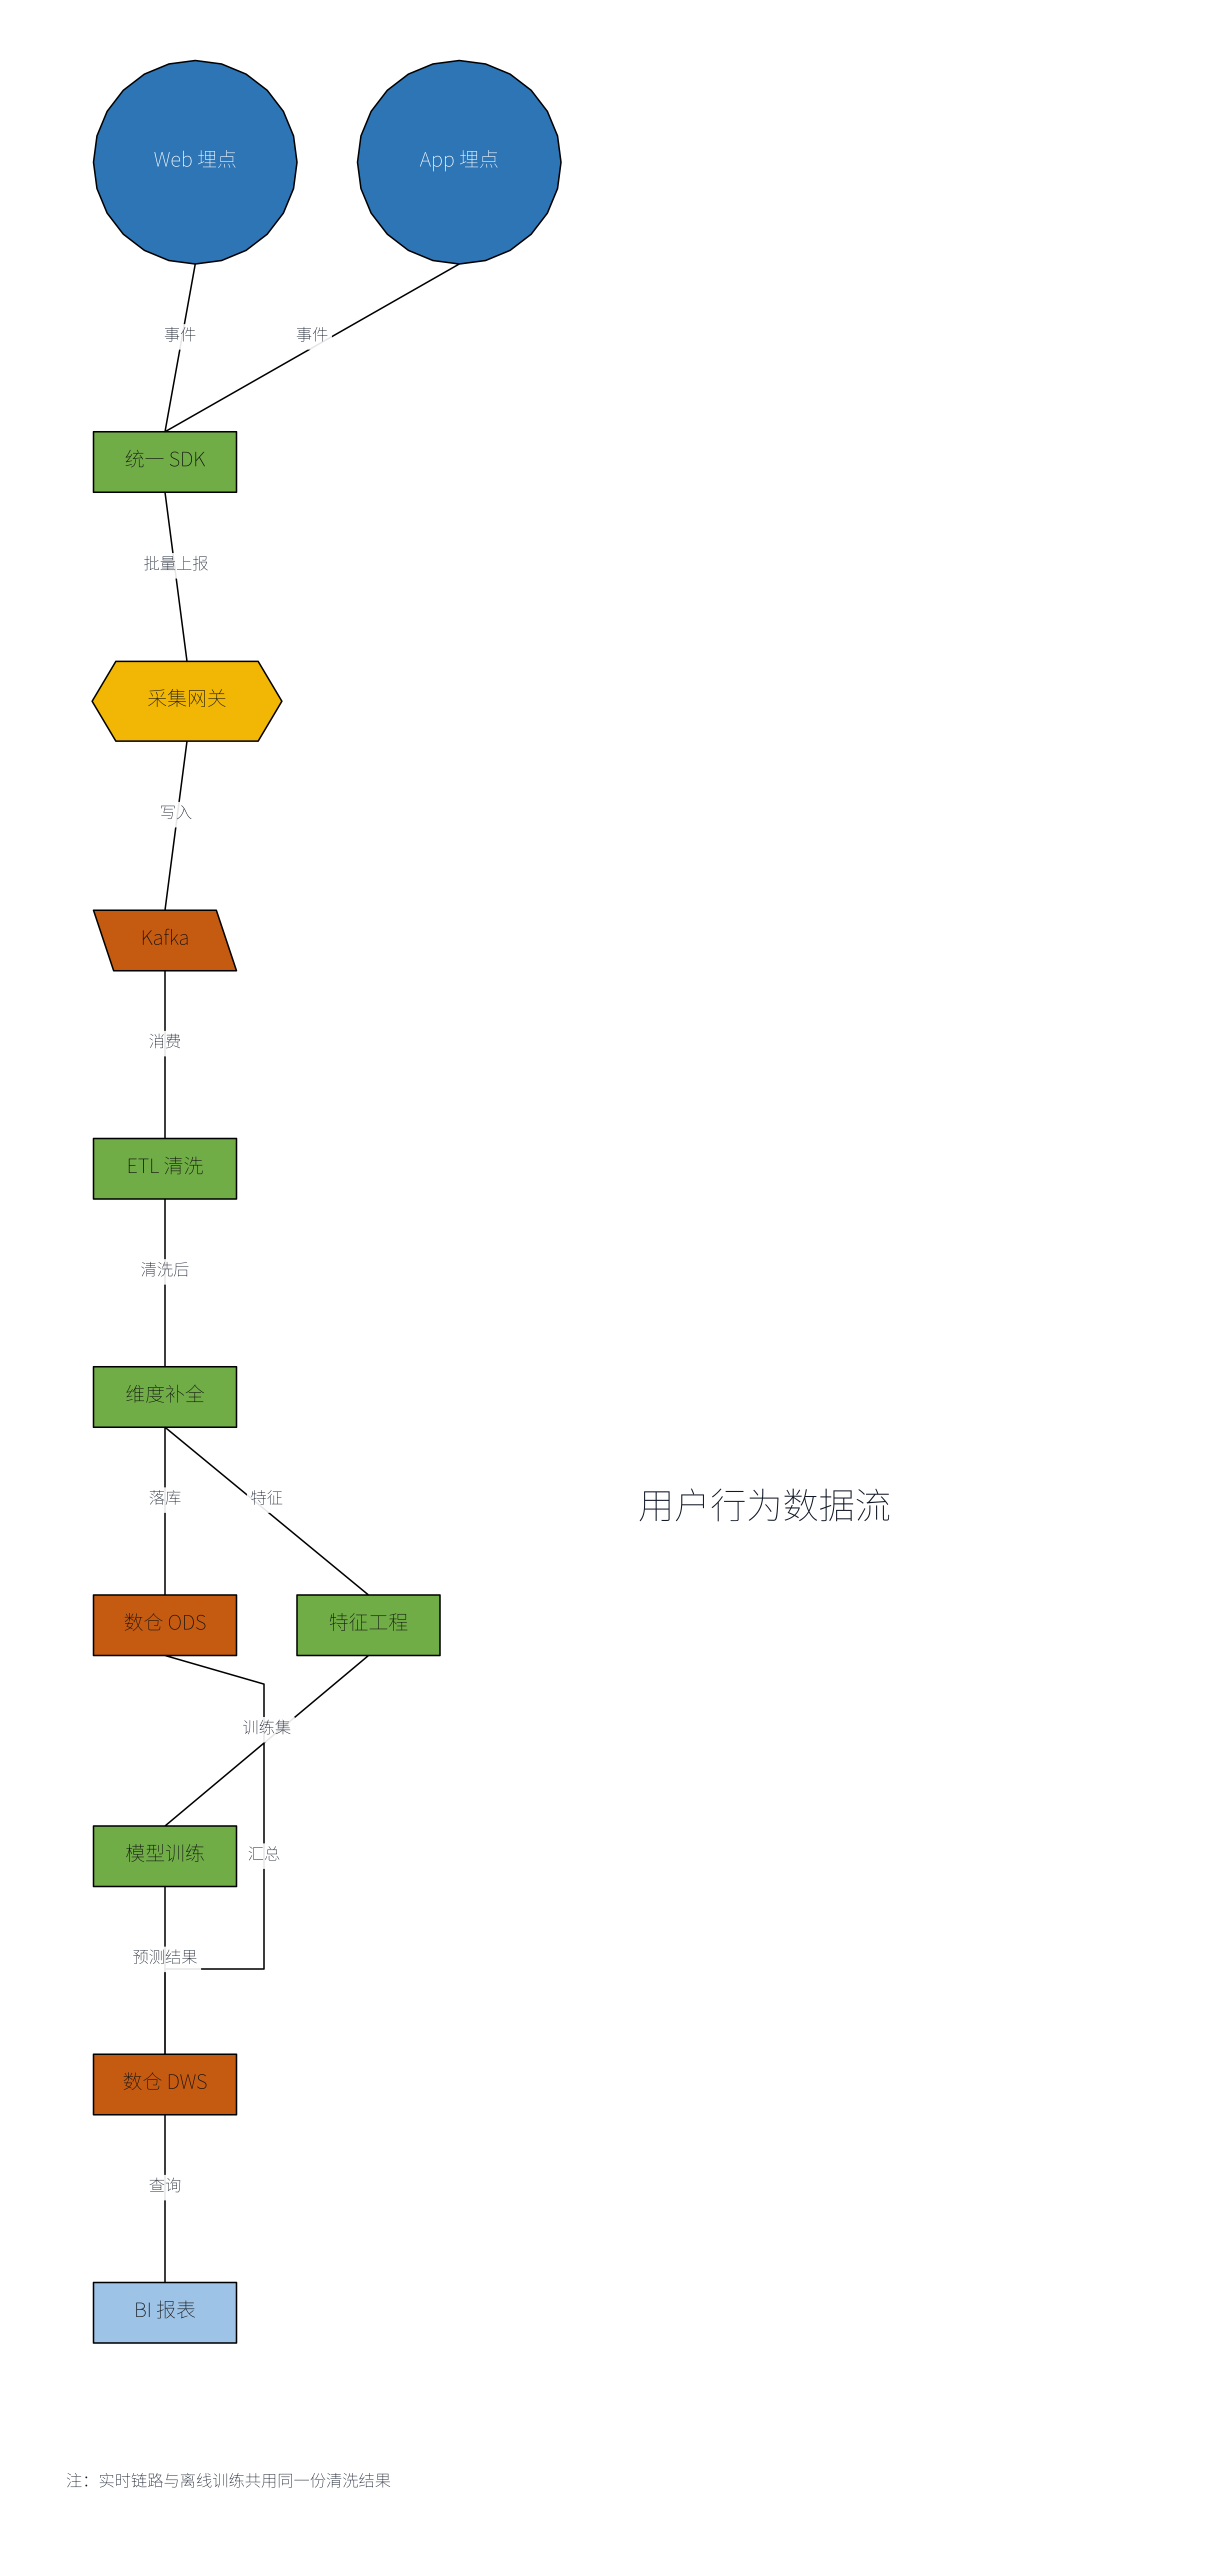 Web 埋点
App 埋点
事件
事件
统一 SDK
批量上报
采集网关
写入
Kafka
消费
ETL 清洗
清洗后
维度补全
落库
特征
用户行为数据流
数仓 ODS
特征工程
训练集
模型训练
汇总
预测结果
数仓 DWS
查询
BI 报表
注：实时链路与离线训练共用同一份清洗结果